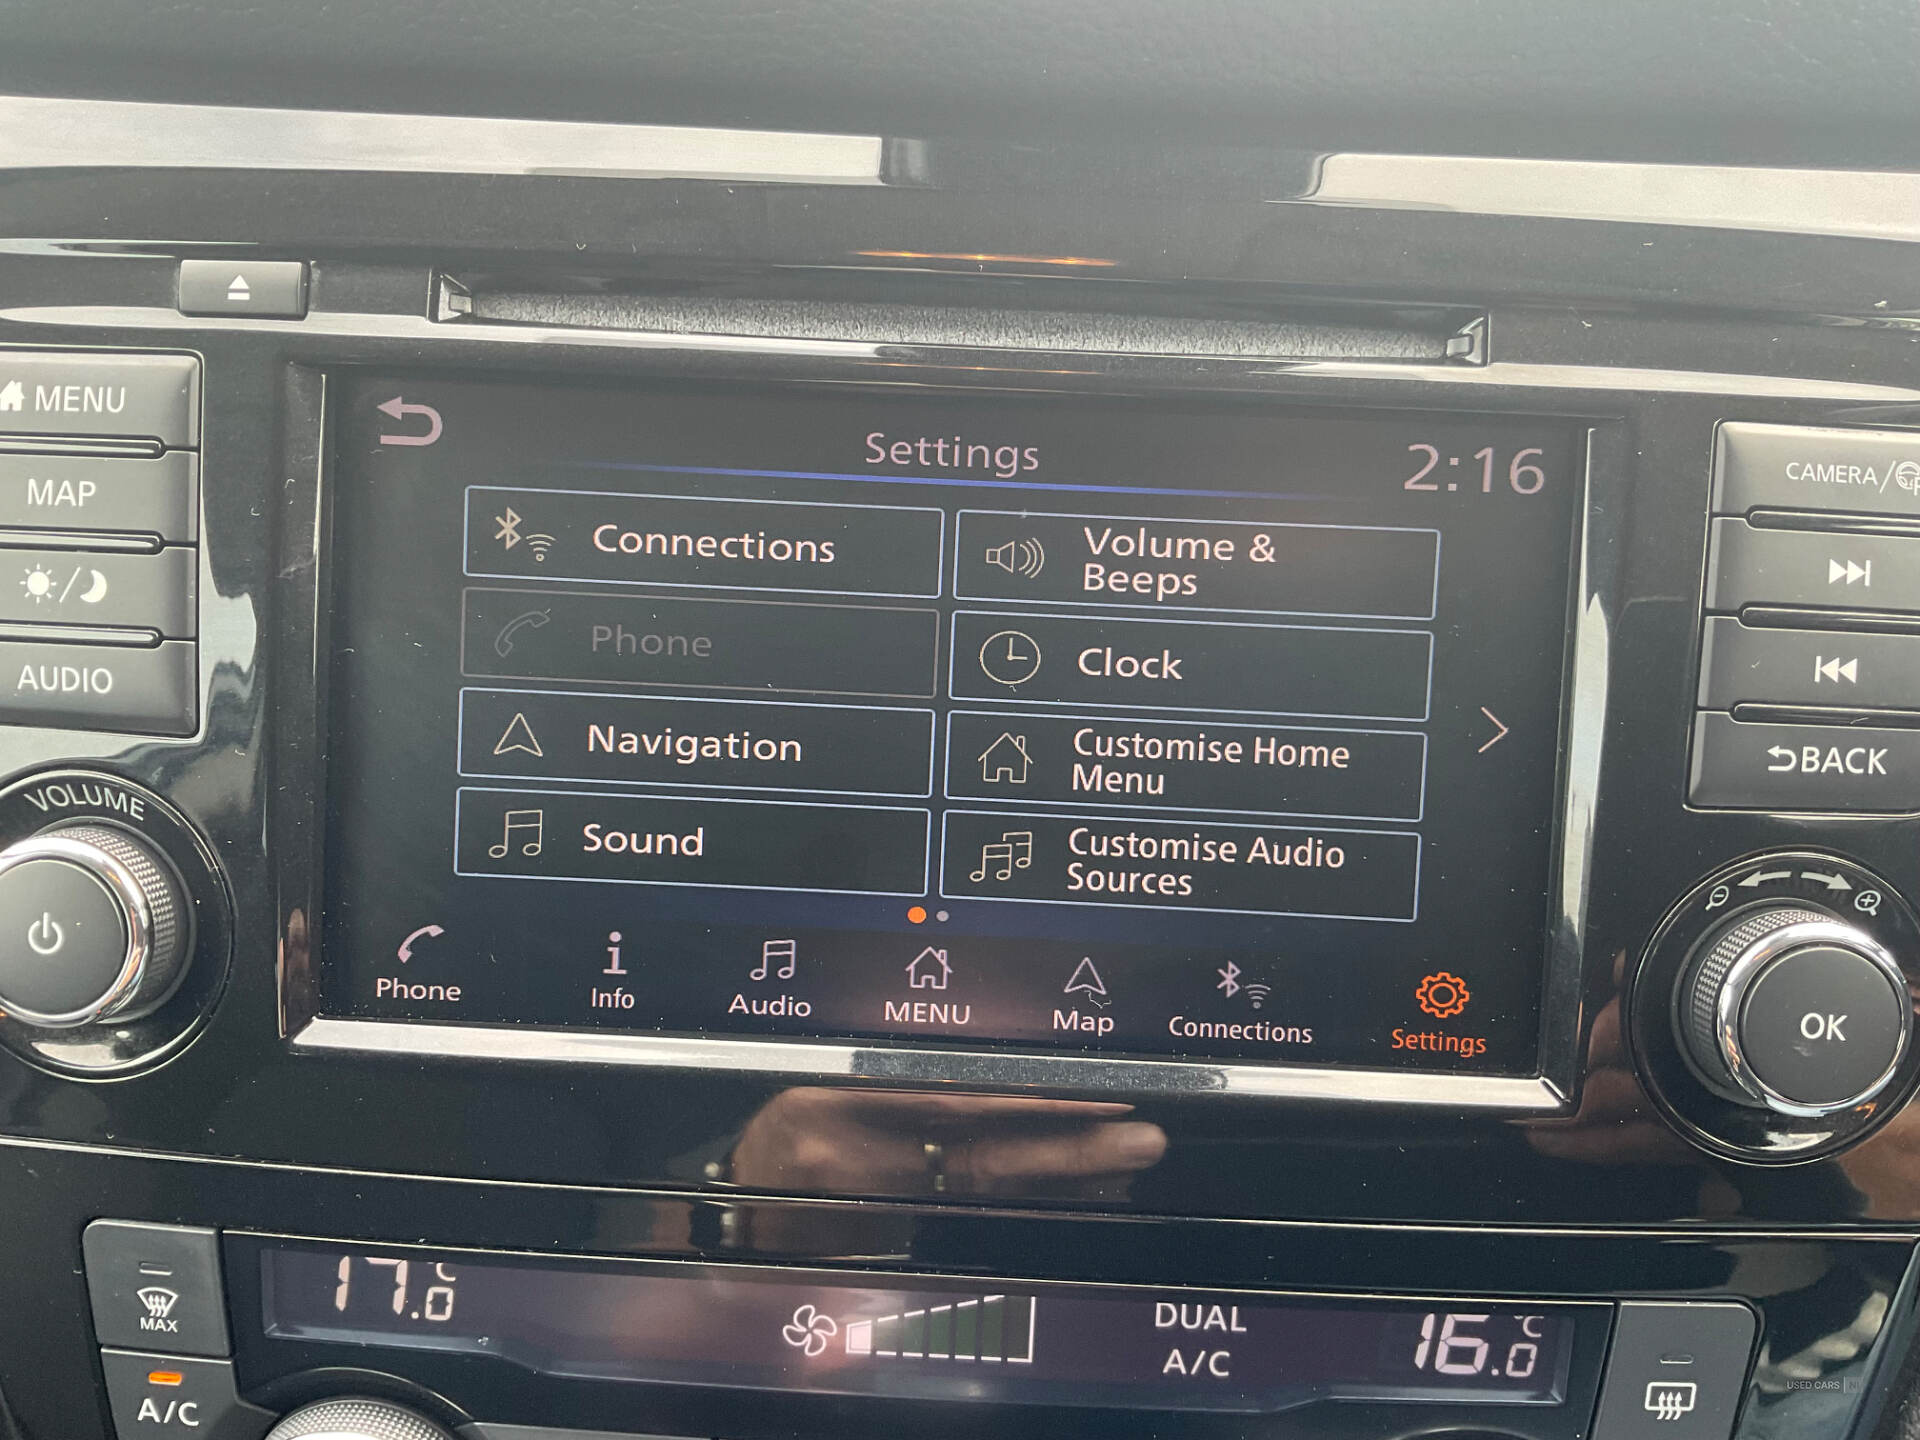 MENU
MAP
AUDIO
VOLUME
Settings
2:16
Connections
Volume &
Beeps
Phone
Clock
Navigation
Customise Home
Menu
Sound
Customise Audio
Sources
Phone
Info
Audio
MENU
Map
Connections
Settings
CAMERA/
BACK
OK
MAX
A/C
17.0
°C
DUAL
A/C
16.0
°C
USED CARS NI